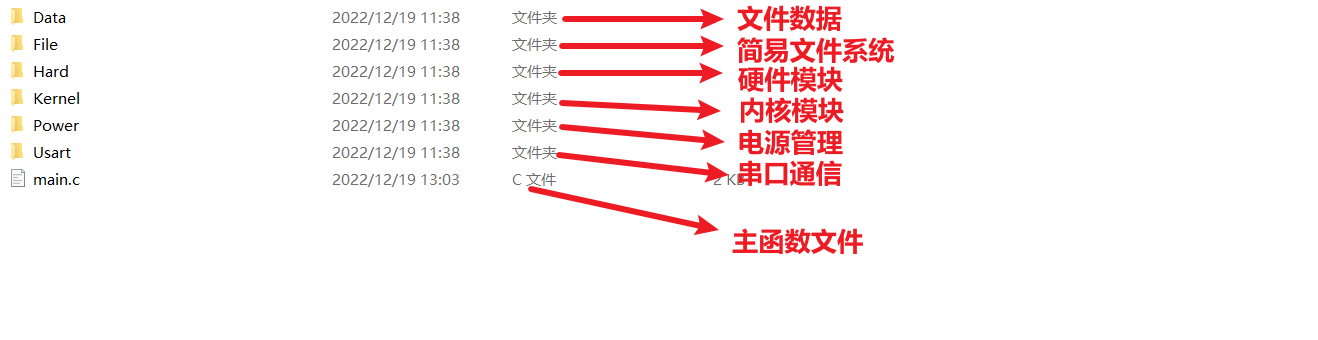 Data 2022/12/19 11:38 文件夹 文件数据
File 2022/12/19 11:38 文件夹 简易文件系统
Hard 2022/12/19 11:38 文件夹 硬件模块
Kernel 2022/12/19 11:38 文件夹 内核模块
Power 2022/12/19 11:38 文件夹 电源管理
Usart 2022/12/19 11:38 文件夹 串口通信
main.c 2022/12/19 13:03 C 文件 2 KB
主函数文件